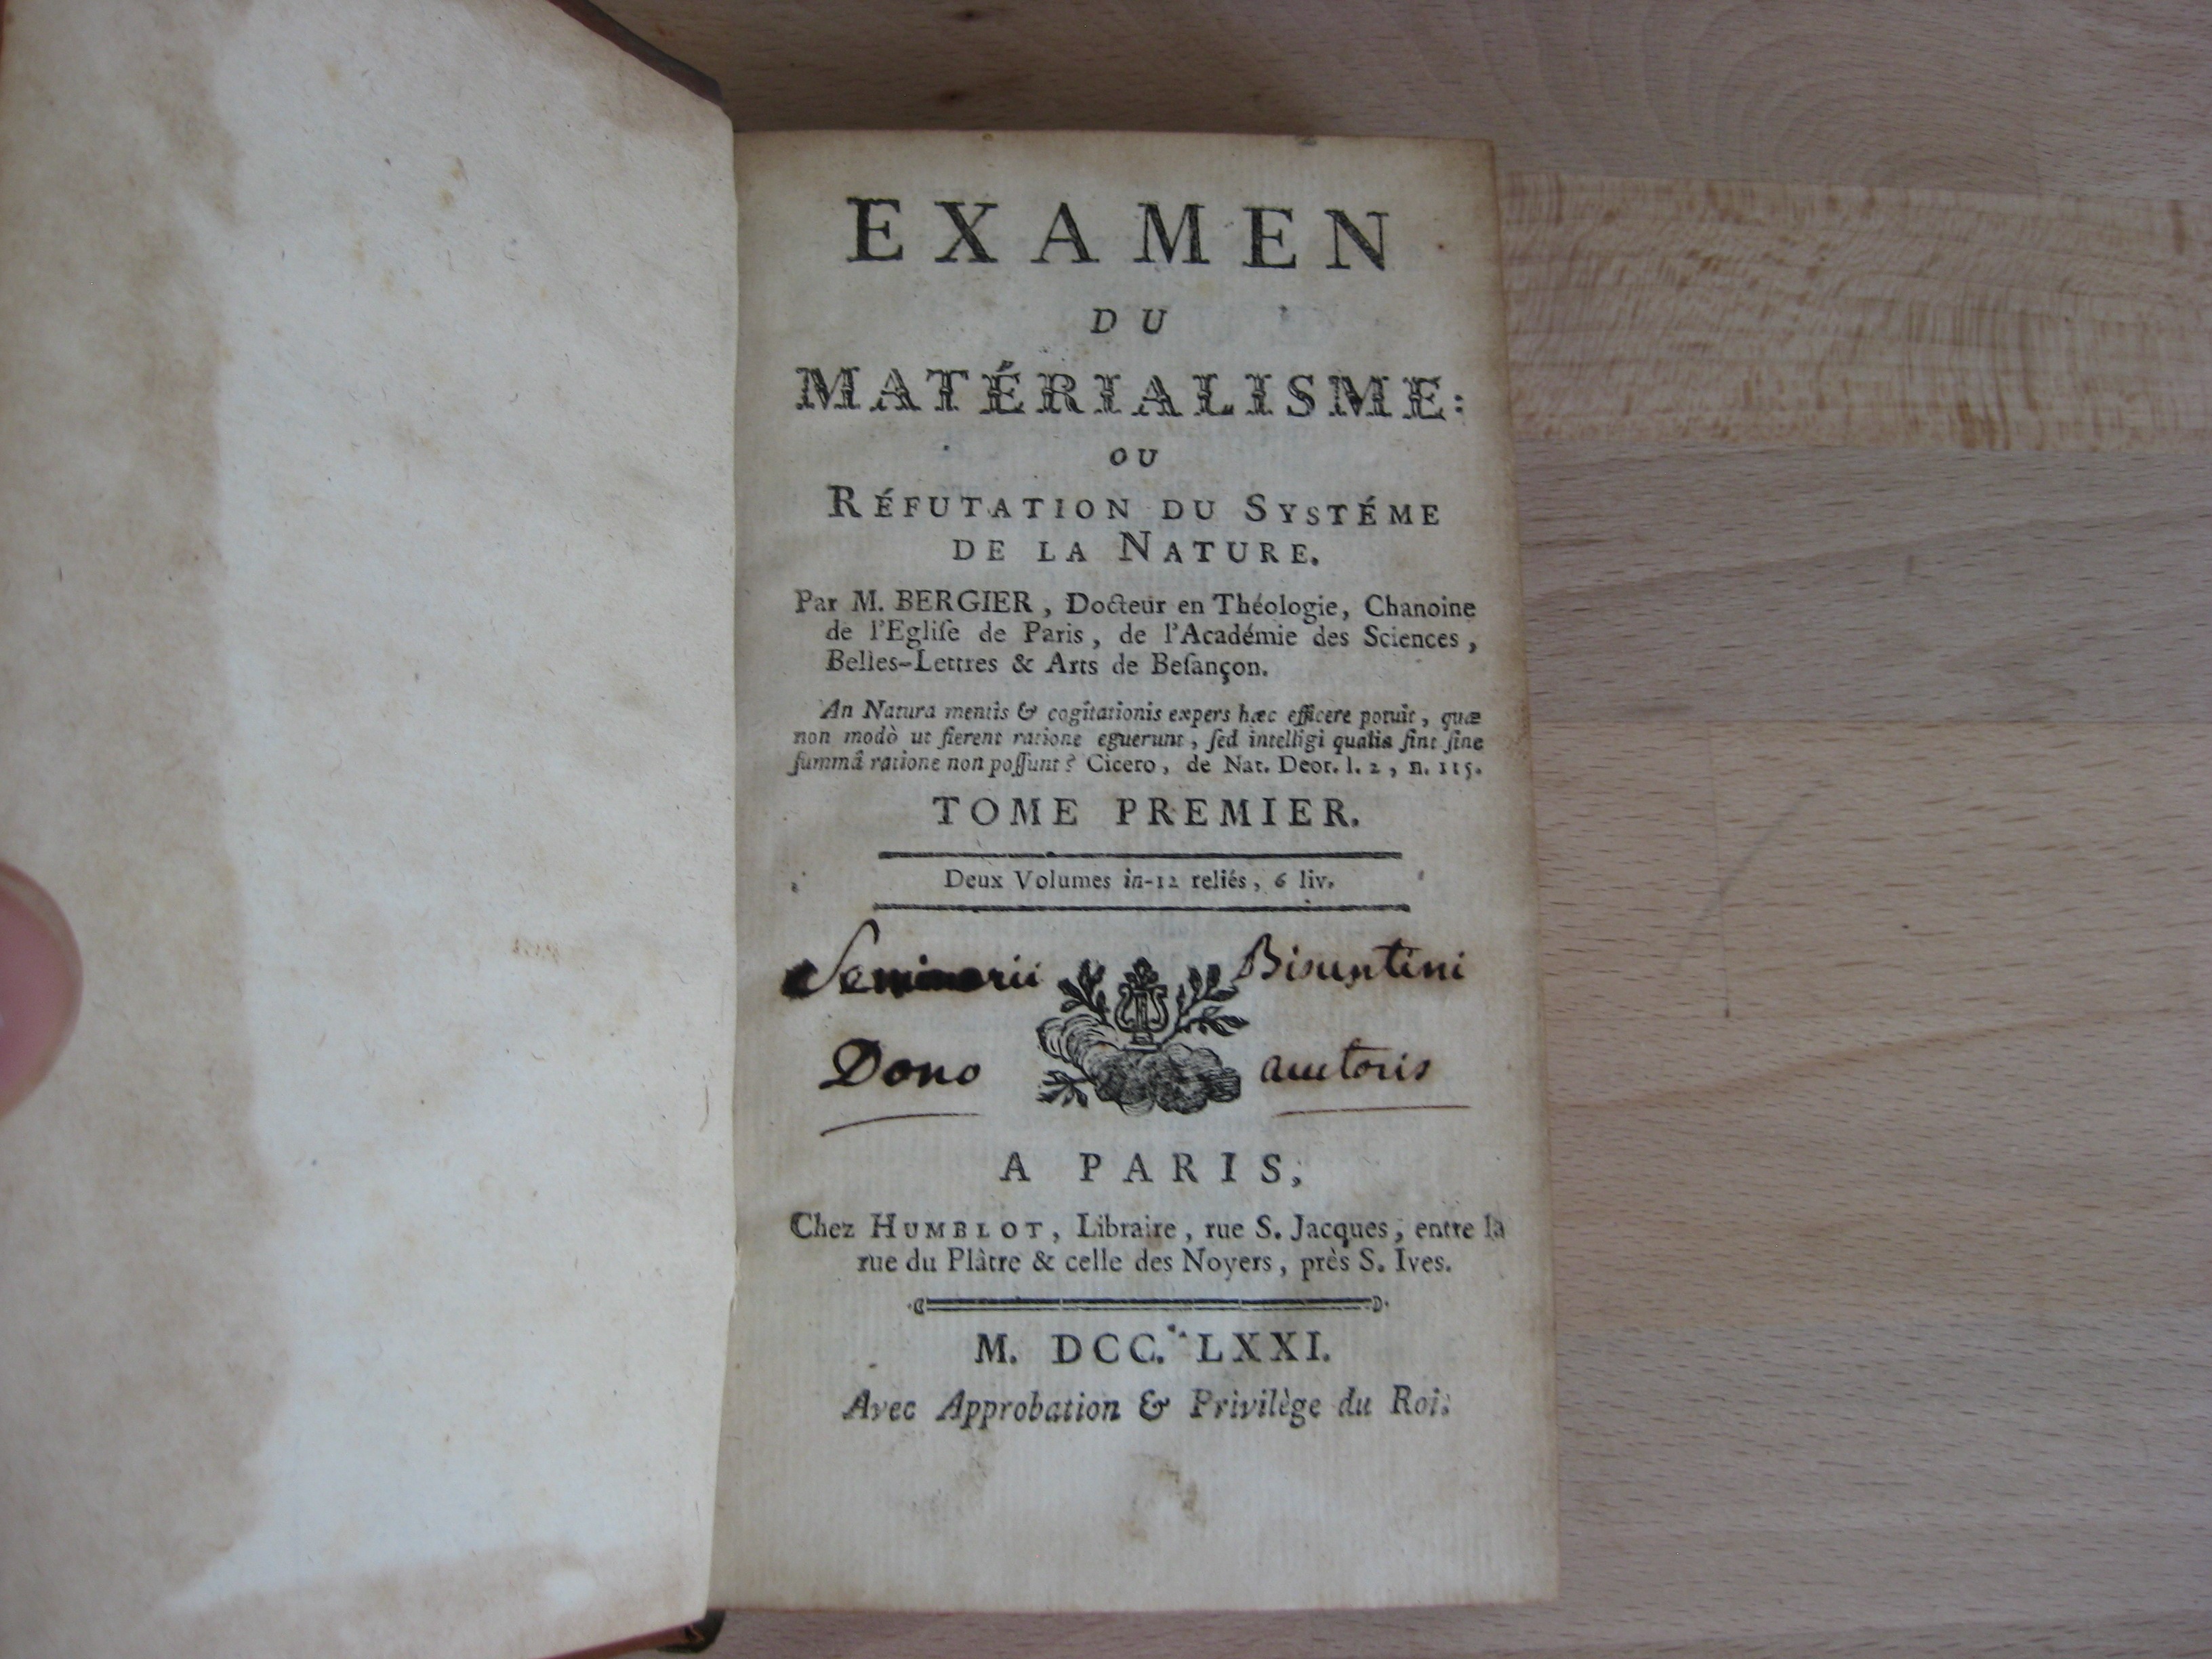 EXAMEN
DU
MATÉRIALISME:
OU
RÉFUTATION DU SYSTÉME
DE LA NATURE.
Par M. BERGIER, Docteur en Théologie, Chanoine
de l'Egliſe de Paris, de l'Académie des Sciences,
Belles-Lettres & Arts de Beſançon.
An Natura mentis & cogitationis expers hæc efficere potuit, quæ
non modò ut fierent ratione eguerunt, ſed intelligi qualia ſint ſine
ſummâ ratione non poſſunt? Cicero, de Nat. Deor. l. 2, n. 115.
TOME PREMIER.
Deux Volumes in-12 reliés, 6 liv.
Seminarii Bisuntini
Dono auctoris
A PARIS,
Chez HUMBLOT, Libraire, rue S. Jacques, entre la
rue du Plâtre & celle des Noyers, près S. Ives.
M. DCC. LXXI.
Avec Approbation & Privilège du Roi.